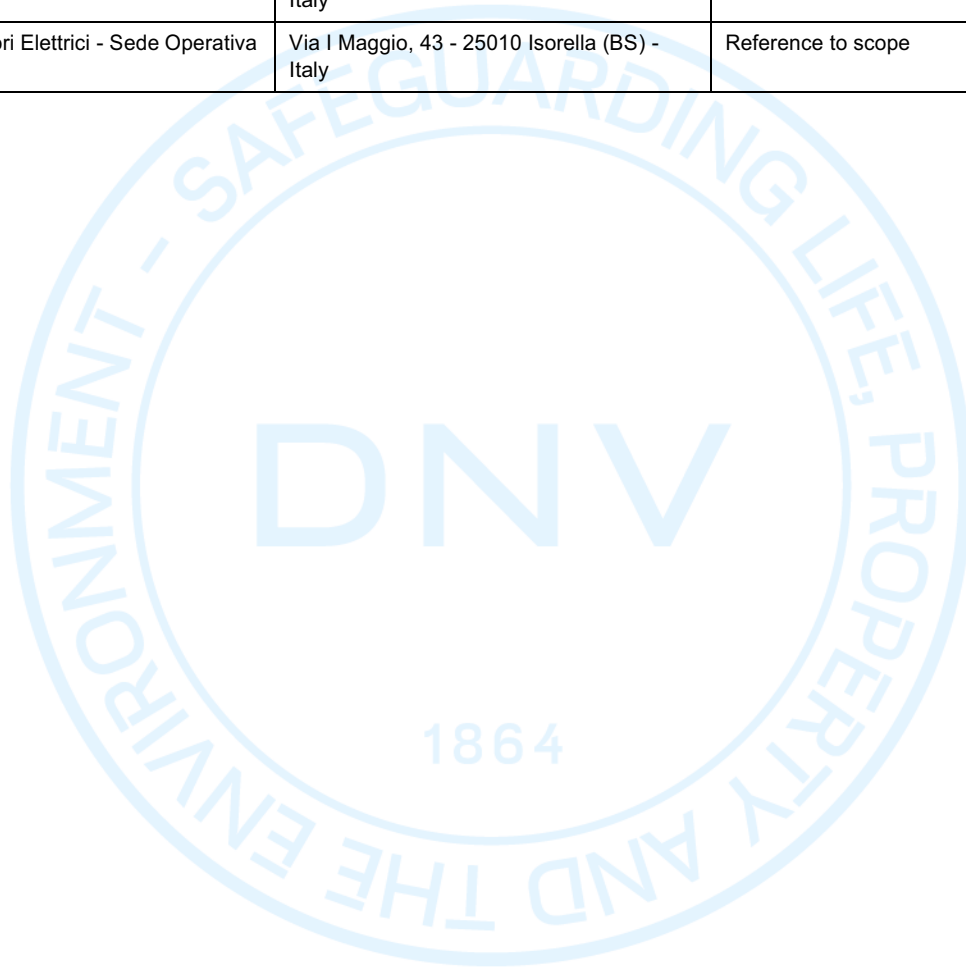 Italy
ri Elettrici - Sede Operativa
Via I Maggio, 43 - 25010 Isorella (BS) -
Italy
Reference to scope
SAFEGUARDING LIFE, PROPERTY AND THE ENVIRONMENT -
DNV
1864